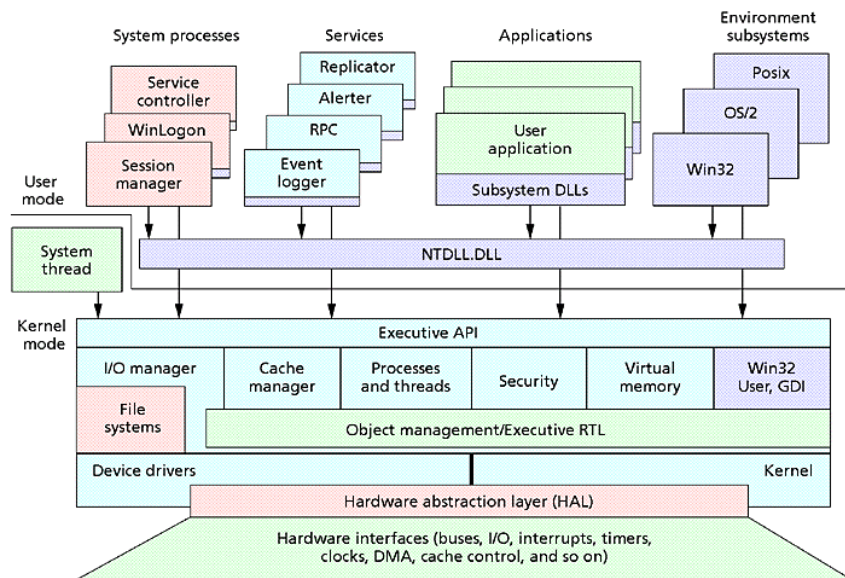 System processes
Services
Applications
Environment
subsystems
Service
controller
WinLogon
Session
manager
Replicator
Alerter
RPC
Event
logger
User
application
Subsystem DLLs
Posix
OS/2
Win32
User
mode
System
thread
NTDLL.DLL
Kernel
mode
Executive API
I/O manager
Cache
manager
Processes
and threads
Security
Virtual
memory
Win32
User, GDI
File
systems
Object management/Executive RTL
Device drivers
Kernel
Hardware abstraction layer (HAL)
Hardware interfaces (buses, I/O, interrupts, timers,
clocks, DMA, cache control, and so on)